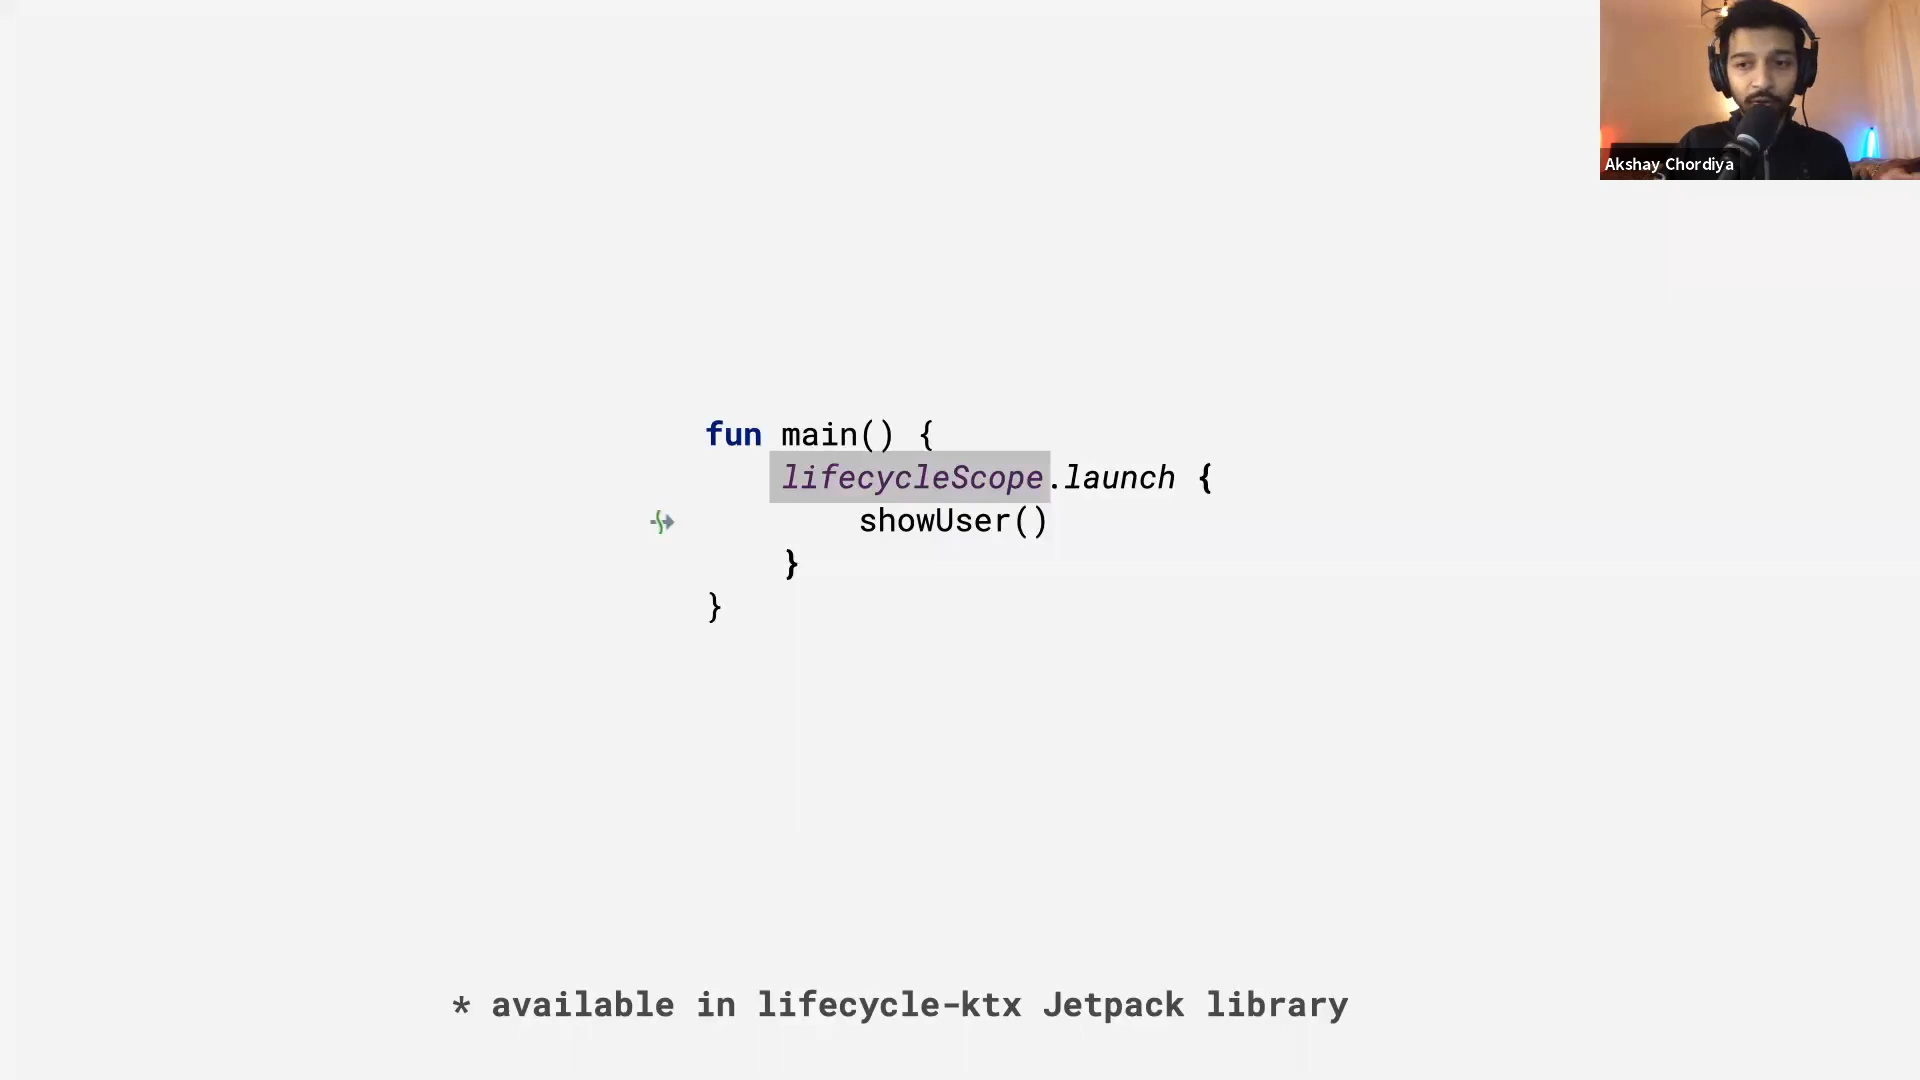 Akshay Chordiya
fun main() {
lifecycleScope.launch {
showUser()
}
}
* available in lifecycle-ktx Jetpack library